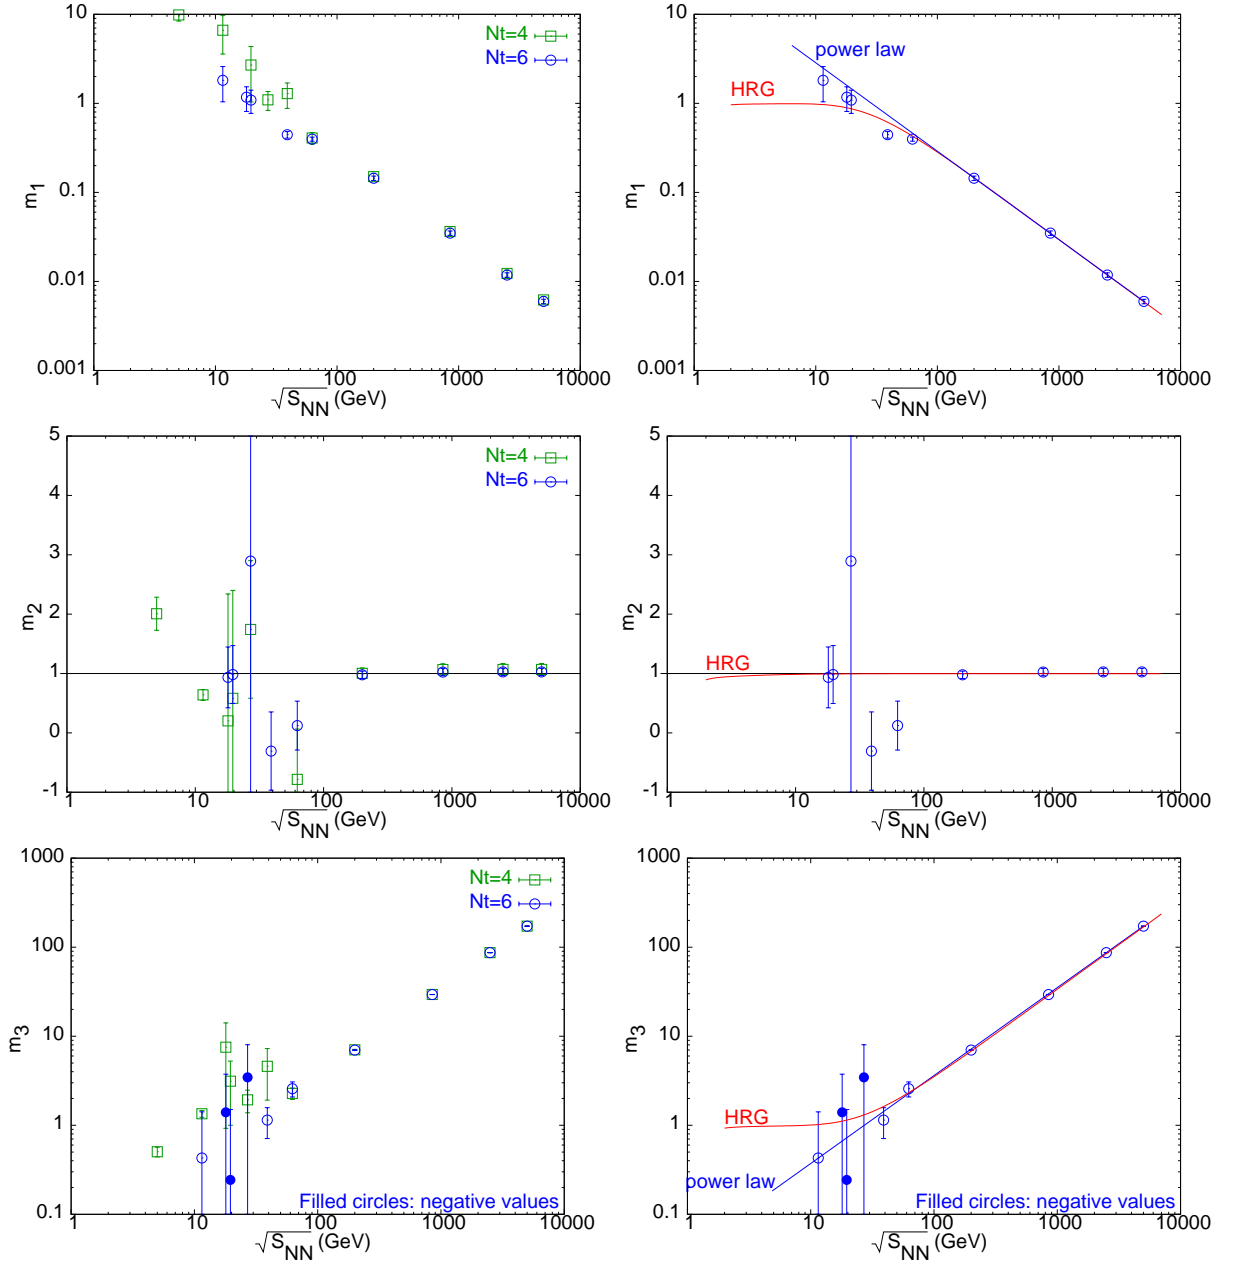 10
1
0.1
0.01
0.001
m1
1 10 100 1000 10000
√SNN (GeV)
Nt=4
Nt=6
10
1
0.1
0.01
0.001
m1
power law
HRG
1 10 100 1000 10000
√SNN (GeV)
5
4
3
2
1
0
-1
m2
Nt=4
Nt=6
1 10 100 1000 10000
√SNN (GeV)
5
4
3
2
1
0
-1
m2
HRG
1 10 100 1000 10000
√SNN (GeV)
1000
100
10
1
0.1
m3
Nt=4
Nt=6
Filled circles: negative values
1 10 100 1000 10000
√SNN (GeV)
1000
100
10
1
0.1
m3
HRG
power law
Filled circles: negative values
1 10 100 1000 10000
√SNN (GeV)